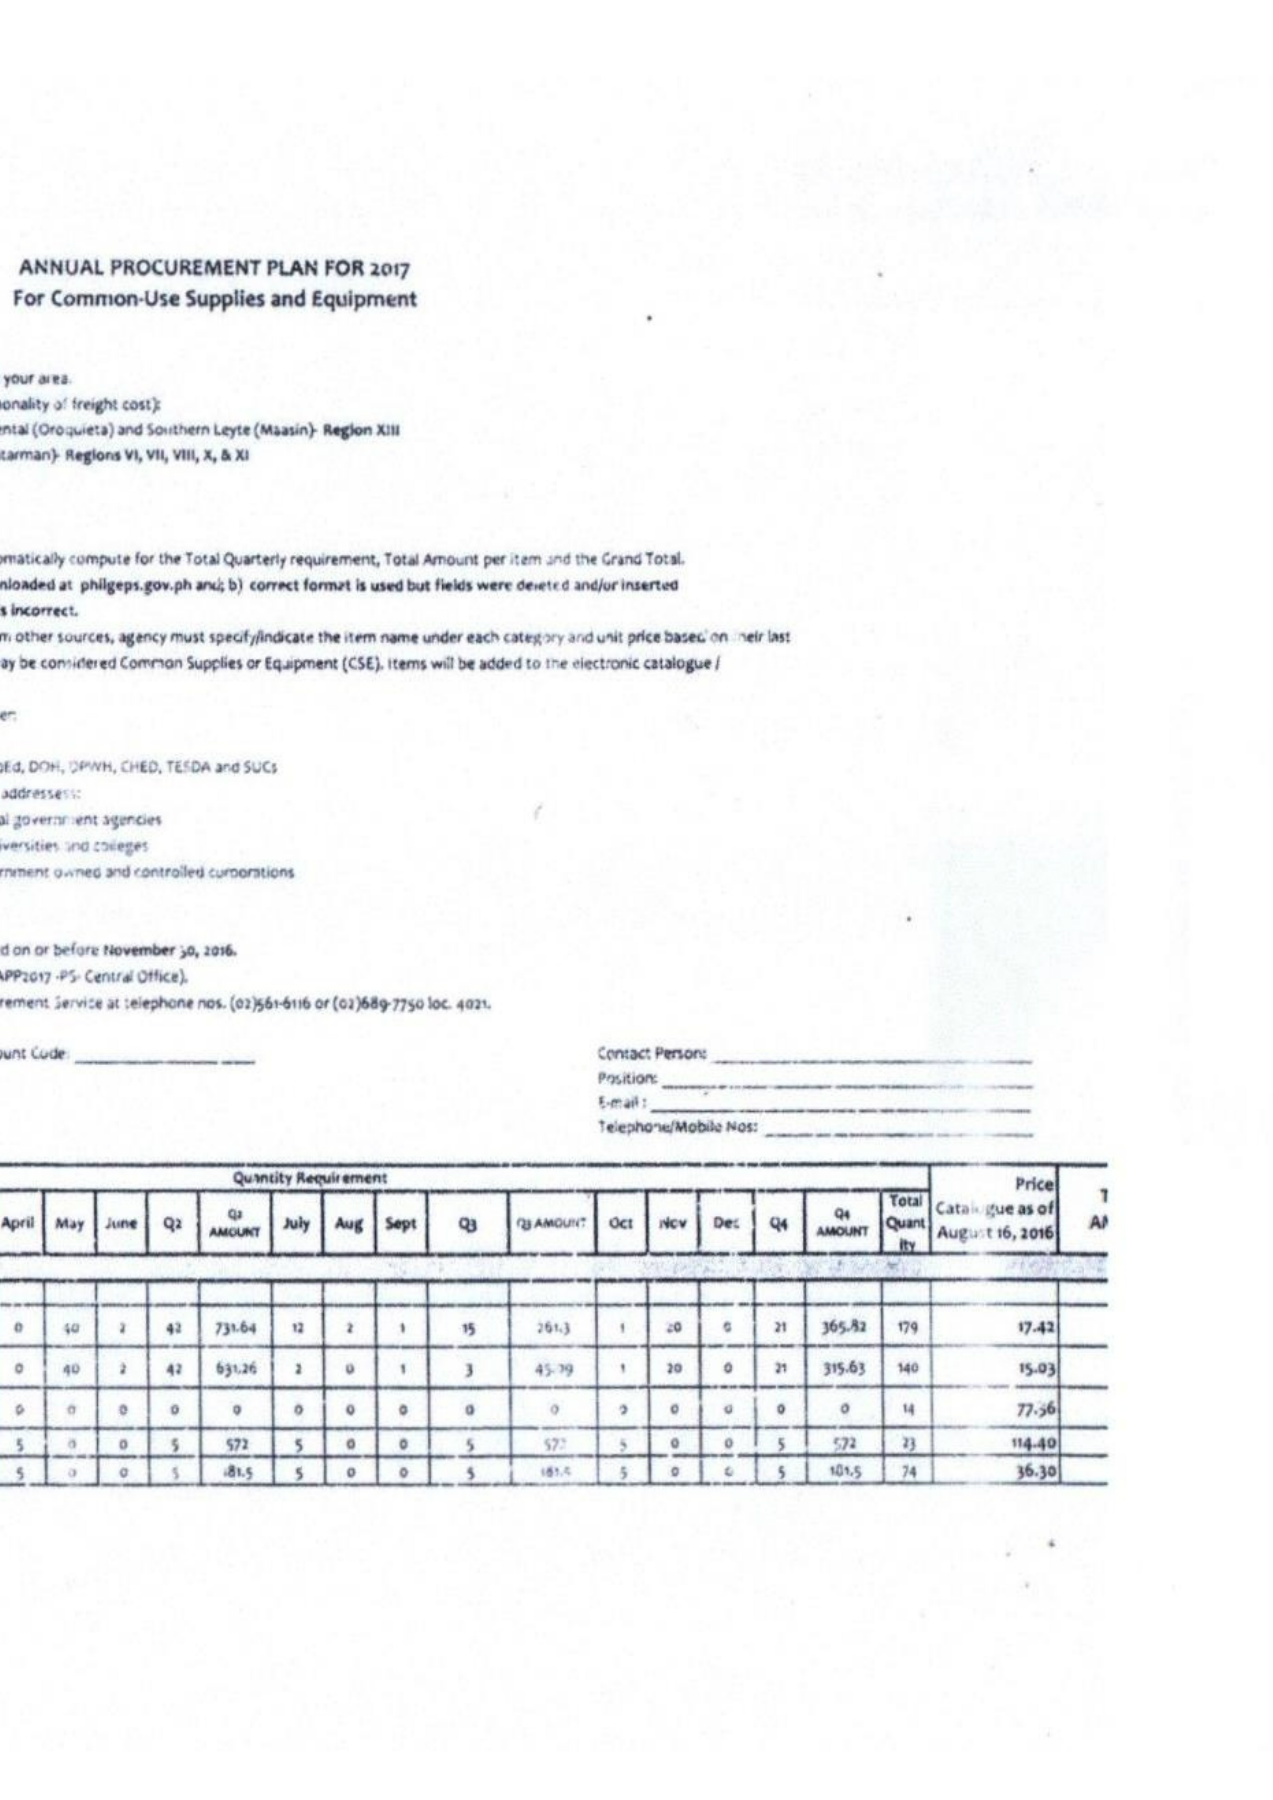 ANNUAL PROCUREMENT PLAN FOR 2017
For Common-Use Supplies and Equipment
your area.
onality of freight cost):
ental (Oroquieta) and Southern Leyte (Maasin)- Region XIII
tarman)- Regions VI, VII, VIII, X, & XI
omatically compute for the Total Quarterly requirement, Total Amount per item and the Grand Total.
nloaded at philgeps.gov.ph and; b) correct format is used but fields were deleted and/or inserted
s incorrect.
m other sources, agency must specify/indicate the item name under each category and unit price based on their last
ay be considered Common Supplies or Equipment (CSE). Items will be added to the electronic catalogue /
er:
DEd, DOH, DPWH, CHED, TESDA and SUCs
addressess:
al government agencies
iversities and colleges
rnment owned and controlled corporations
d on or before November 30, 2016.
APP2017 -PS- Central Office).
rement Service at telephone nos. (02)561-6116 or (02)689-7750 loc. 4021.
ount Code:
Contact Person:
Position:
E-mail :
Telephone/Mobile Nos:
Quantity Requirement
April May June Q2 Q2 AMOUNT July Aug Sept Q3 Q3 AMOUNT Oct Nov Dec Q4 Q4 AMOUNT Total Quantity Price Catalogue as of August 16, 2016 T AM
0 40 2 42 731.64 12 2 1 15 261.3 1 20 0 21 365.82 179 17.42
0 40 2 42 631.26 2 0 1 3 45.09 1 20 0 21 315.63 140 15.03
0 0 0 0 0 0 0 0 0 0 0 0 0 0 0 14 77.56
5 0 0 5 572 5 0 0 5 572 5 0 0 5 572 23 114.40
5 0 0 5 181.5 5 0 0 5 181.5 5 0 0 5 181.5 74 36.30